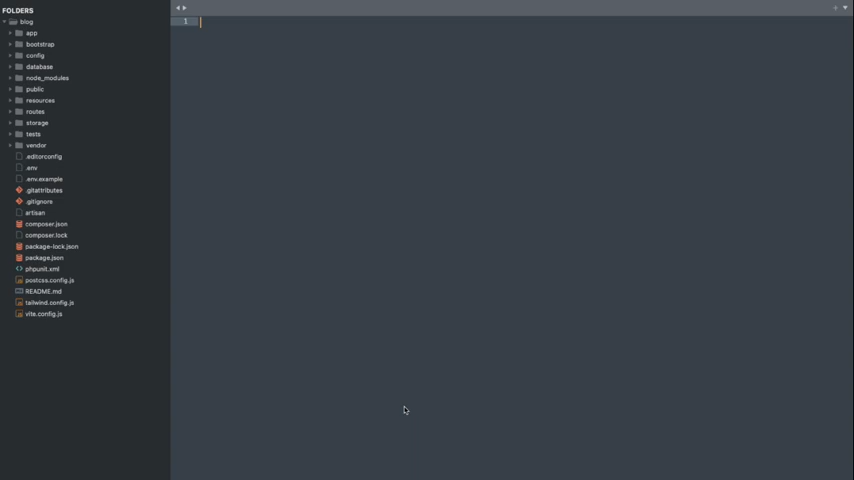 FOLDERS
blog
app
bootstrap
config
database
node_modules
public
resources
routes
storage
tests
vendor
.editorconfig
.env
.env.example
.gitattributes
.gitignore
artisan
composer.json
composer.lock
package-lock.json
package.json
phpunit.xml
postcss.config.js
README.md
tailwind.config.js
vite.config.js
1